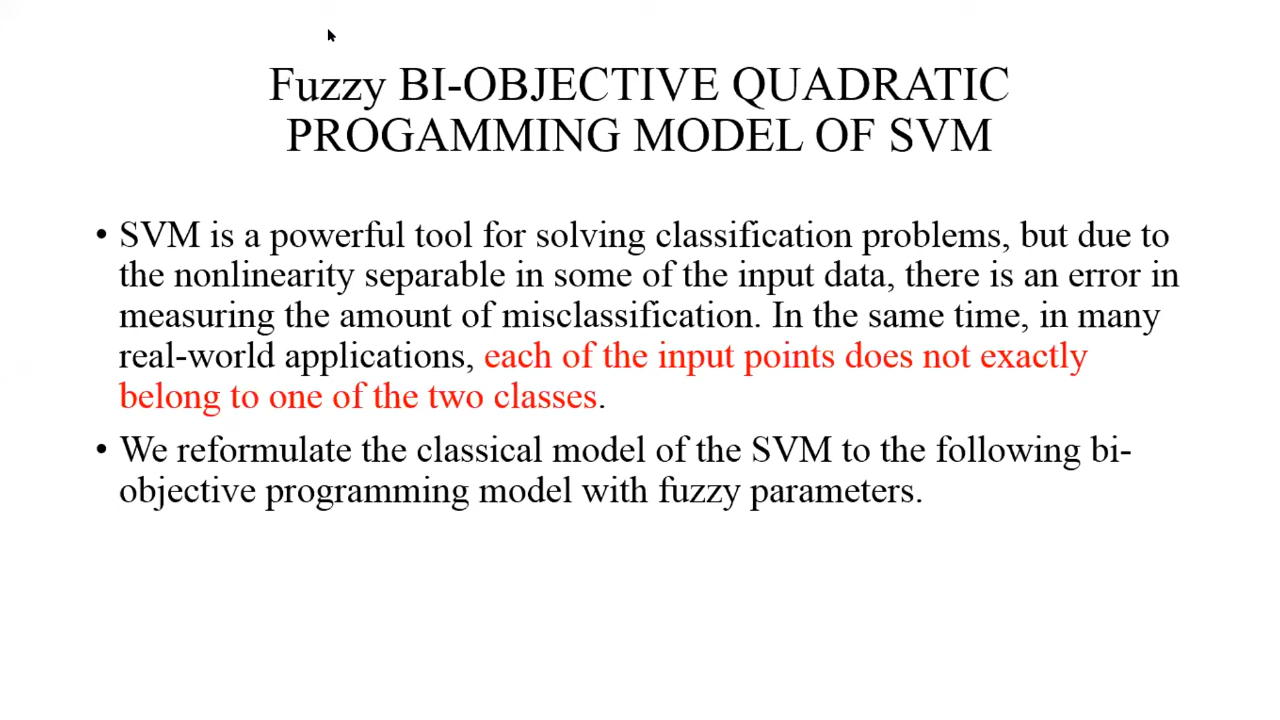 Fuzzy BI-OBJECTIVE QUADRATIC
PROGAMMING MODEL OF SVM
• SVM is a powerful tool for solving classification problems, but due to
the nonlinearity separable in some of the input data, there is an error in
measuring the amount of misclassification. In the same time, in many
real-world applications, each of the input points does not exactly
belong to one of the two classes.
• We reformulate the classical model of the SVM to the following bi-
objective programming model with fuzzy parameters.